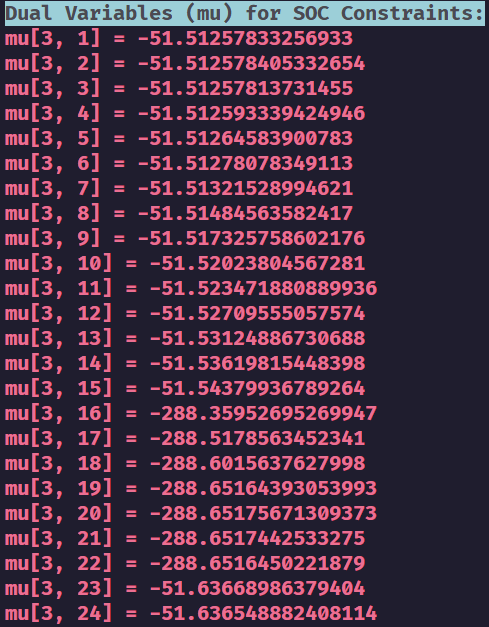 Dual Variables (mu) for SOC Constraints:
mu[3, 1] = -51.51257833256933
mu[3, 2] = -51.512578405332654
mu[3, 3] = -51.51257813731455
mu[3, 4] = -51.512593339424946
mu[3, 5] = -51.51264583900783
mu[3, 6] = -51.51278078349113
mu[3, 7] = -51.51321528994621
mu[3, 8] = -51.51484563582417
mu[3, 9] = -51.517325758602176
mu[3, 10] = -51.52023804567281
mu[3, 11] = -51.523471880889936
mu[3, 12] = -51.52709555057574
mu[3, 13] = -51.53124886730688
mu[3, 14] = -51.53619815448398
mu[3, 15] = -51.54379936789264
mu[3, 16] = -288.35952695269947
mu[3, 17] = -288.5178563452341
mu[3, 18] = -288.6015637627998
mu[3, 19] = -288.65164393053993
mu[3, 20] = -288.65175671309373
mu[3, 21] = -288.6517442533275
mu[3, 22] = -288.6516450221879
mu[3, 23] = -51.63668986379404
mu[3, 24] = -51.636548882408114